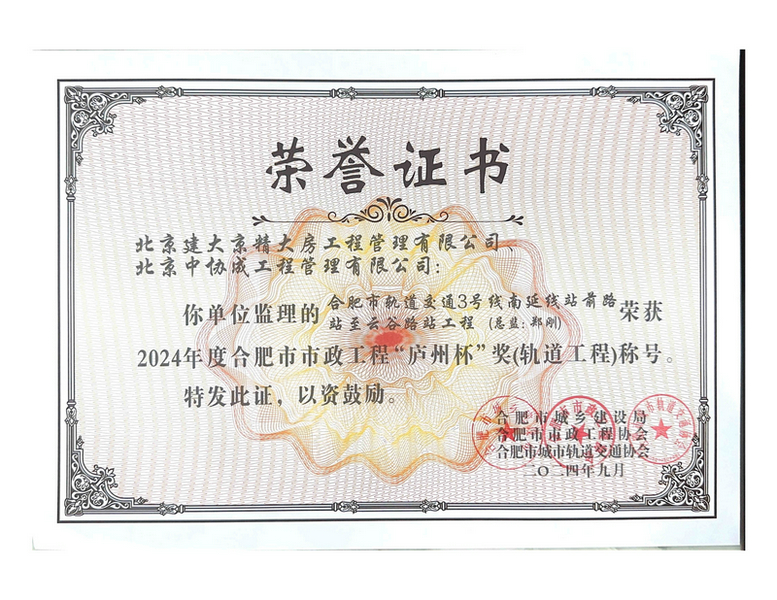 荣誉证书
北京建大京精大房工程管理有限公司、
北京中协成工程管理有限公司:
你单位监理的 合肥市轨道交通3号线南延线站前路站至云谷路站工程 (总监:郑刚) 荣获
2024年度合肥市市政工程“庐州杯”奖(轨道工程)称号。
特发此证，以资鼓励。
合肥市城乡建设局
合肥市市政工程协会
合肥市城市轨道交通协会
二〇二四年九月